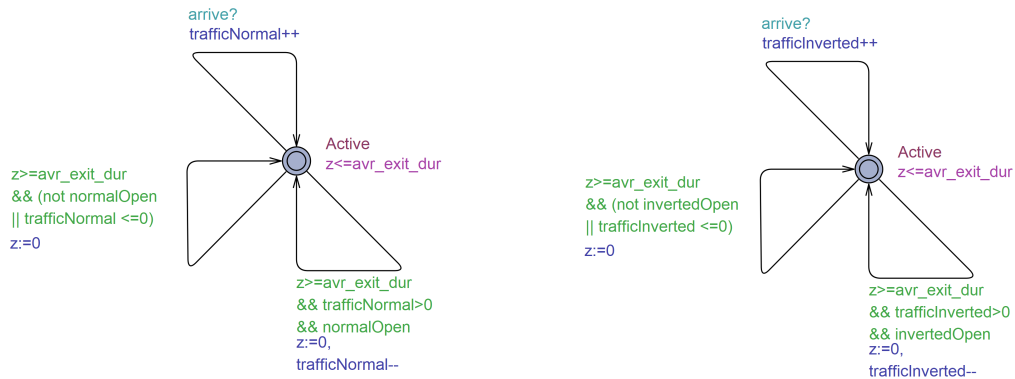 arrive?
trafficNormal++
Active
z<=avr_exit_dur
z>=avr_exit_dur
&& (not normalOpen
|| trafficNormal <=0)
z:=0
z>=avr_exit_dur
&& trafficNormal>0
&& normalOpen
z:=0,
trafficNormal--
arrive?
trafficInverted++
Active
z<=avr_exit_dur
z>=avr_exit_dur
&& (not invertedOpen
|| trafficInverted <=0)
z:=0
z>=avr_exit_dur
&& trafficInverted>0
&& invertedOpen
z:=0,
trafficInverted--